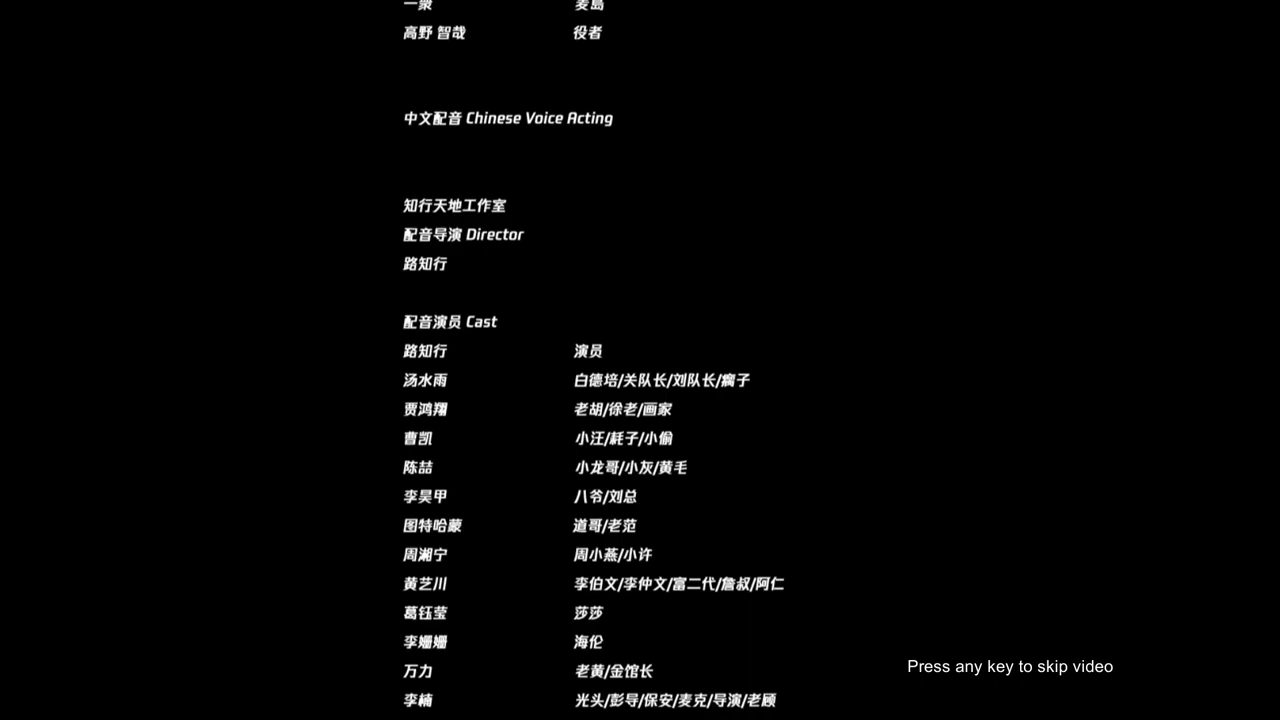 一衆 麦島
高野 智哉 役者
中文配音 Chinese Voice Acting
知行天地工作室
配音导演 Director
路知行
配音演员 Cast
路知行 演员
汤水雨 白德培/关队长/刘队长/瘸子
贾鸿翔 老胡/徐老/画家
曹凯 小汪/耗子/小偷
陈喆 小龙哥/小灰/黄毛
李昊甲 八爷/刘总
图特哈蒙 道哥/老范
周湘宁 周小燕/小许
黄艺川 李伯文/李仲文/富二代/詹叔/阿仁
葛钰莹 莎莎
李姗姗 海伦
万力 老黄/金馆长
李楠 光头/彭导/保安/麦克/导演/老顾
Press any key to skip video